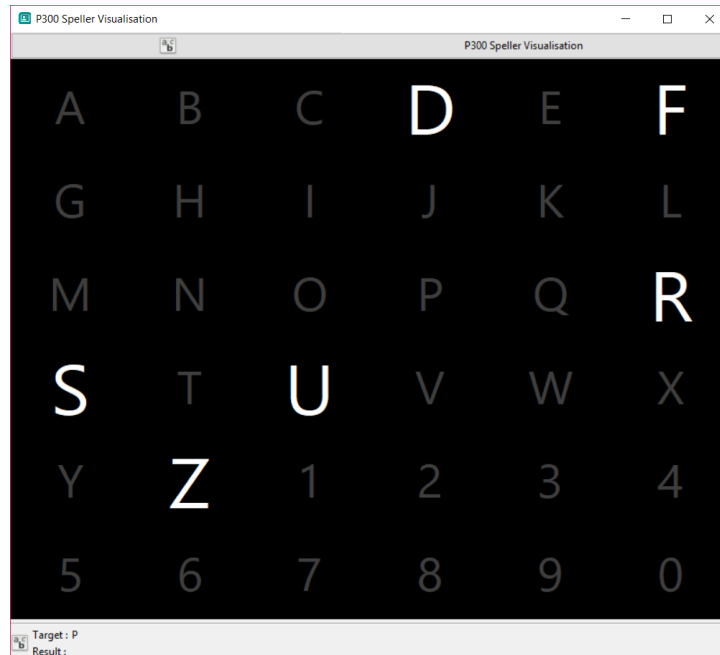 P300 Speller Visualisation
P300 Speller Visualisation
A B C D E F
G H I J K L
M N O P Q R
S T U V W X
Y Z 1 2 3 4
5 6 7 8 9 0
Target : P
Result :